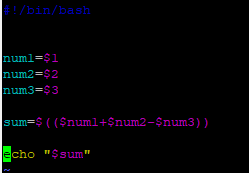 #!/bin/bash
num1=$1
num2=$2
num3=$3
sum=$(($num1+$num2-$num3))
echo "$sum"
~